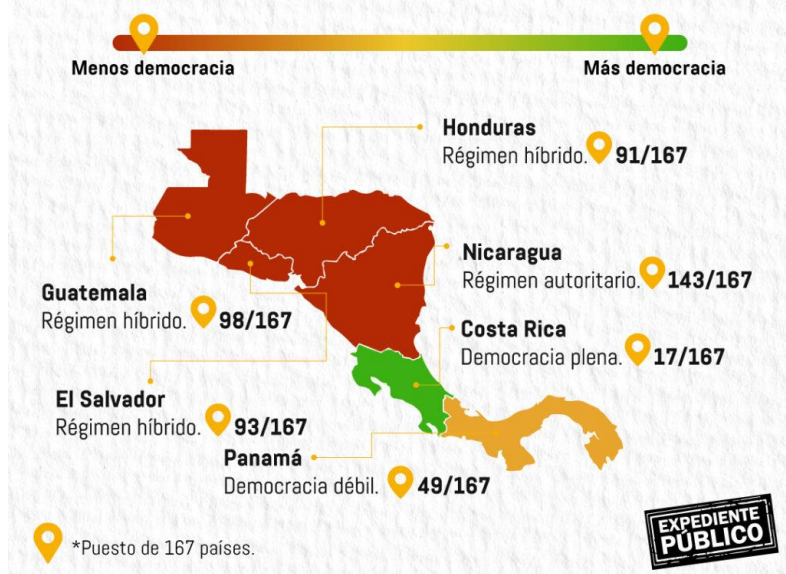 Menos democracia
Más democracia
Honduras
Régimen híbrido. 91/167
Nicaragua
Régimen autoritario. 143/167
Guatemala
Régimen híbrido. 98/167
Costa Rica
Democracia plena. 17/167
El Salvador
Régimen híbrido. 93/167
Panamá
Democracia débil. 49/167
*Puesto de 167 países.
EXPEDIENTE
PÚBLICO